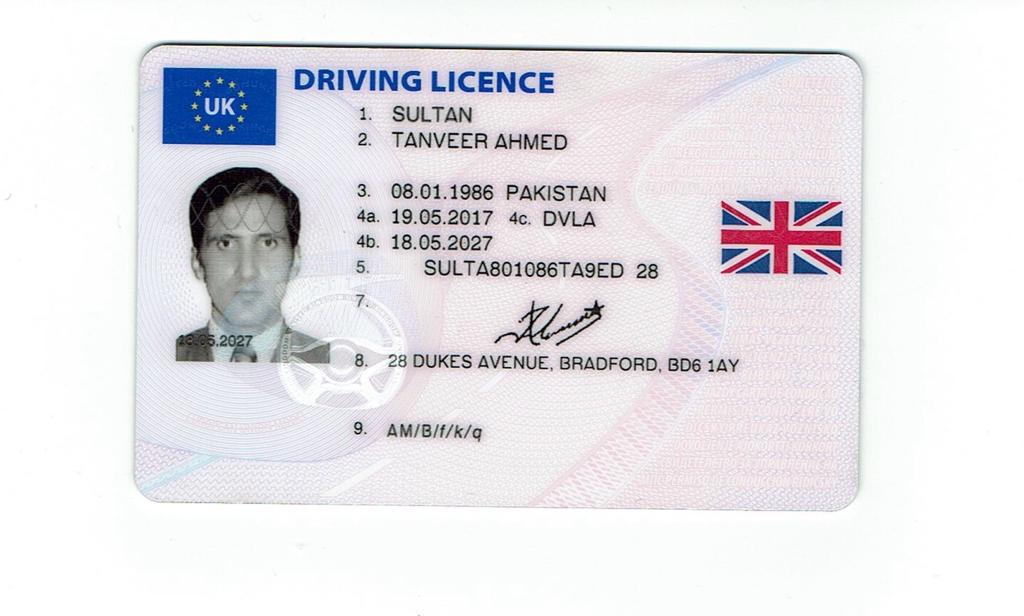 UK
DRIVING LICENCE
1. SULTAN
2. TANVEER AHMED
3. 08.01.1986 PAKISTAN
4a. 19.05.2017 4c. DVLA
4b. 18.05.2027
5. SULTA801086TA9ED 28
7.
18.05.2027
8. 28 DUKES AVENUE, BRADFORD, BD6 1AY
9. AM/B/f/k/q